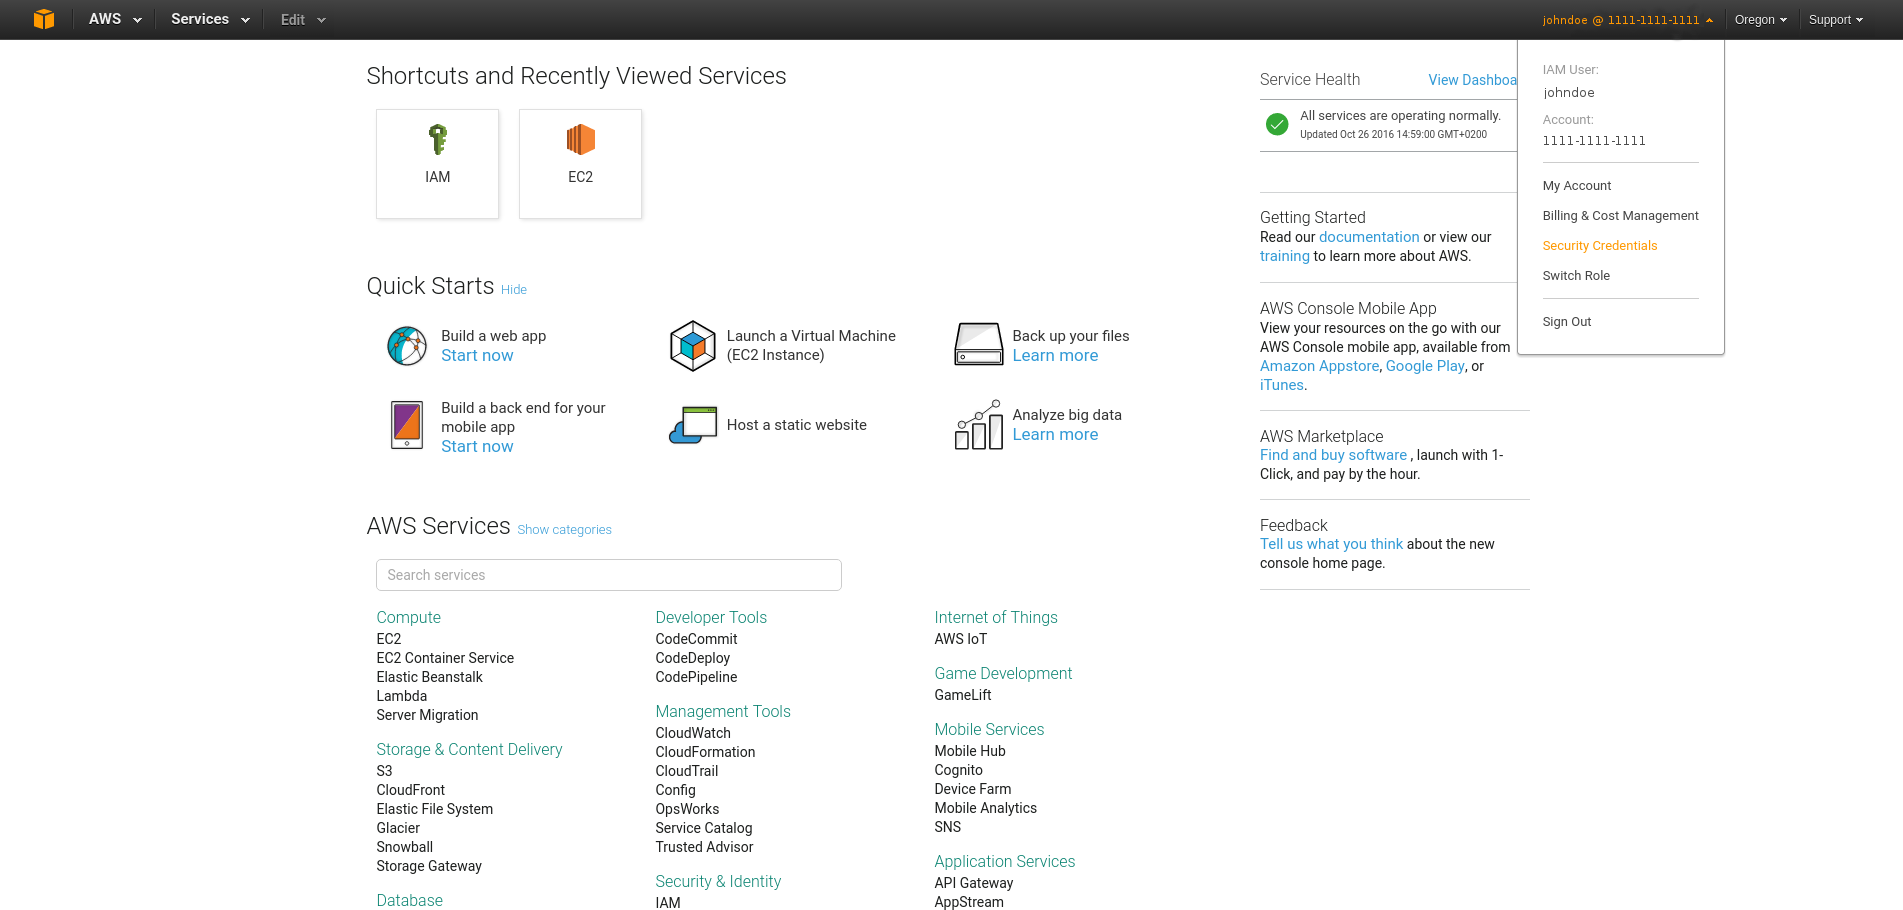 AWS Services Edit johndoe @ 1111-1111-1111 Oregon Support
Shortcuts and Recently Viewed Services
IAM
EC2
Quick Starts Hide
Build a web app
Start now
Launch a Virtual Machine
(EC2 Instance)
Back up your files
Learn more
Build a back end for your
mobile app
Start now
Host a static website
Analyze big data
Learn more
AWS Services Show categories
Search services
Compute
EC2
EC2 Container Service
Elastic Beanstalk
Lambda
Server Migration
Storage & Content Delivery
S3
CloudFront
Elastic File System
Glacier
Snowball
Storage Gateway
Database
Developer Tools
CodeCommit
CodeDeploy
CodePipeline
Management Tools
CloudWatch
CloudFormation
CloudTrail
Config
OpsWorks
Service Catalog
Trusted Advisor
Security & Identity
IAM
Internet of Things
AWS IoT
Game Development
GameLift
Mobile Services
Mobile Hub
Cognito
Device Farm
Mobile Analytics
SNS
Application Services
API Gateway
AppStream
Service Health View Dashboa
All services are operating normally.
Updated Oct 26 2016 14:59:00 GMT+0200
Getting Started
Read our documentation or view our
training to learn more about AWS.
AWS Console Mobile App
View your resources on the go with our
AWS Console mobile app, available from
Amazon Appstore, Google Play, or
iTunes.
AWS Marketplace
Find and buy software , launch with 1-
Click, and pay by the hour.
Feedback
Tell us what you think about the new
console home page.
IAM User:
johndoe
Account:
1111-1111-1111
My Account
Billing & Cost Management
Security Credentials
Switch Role
Sign Out